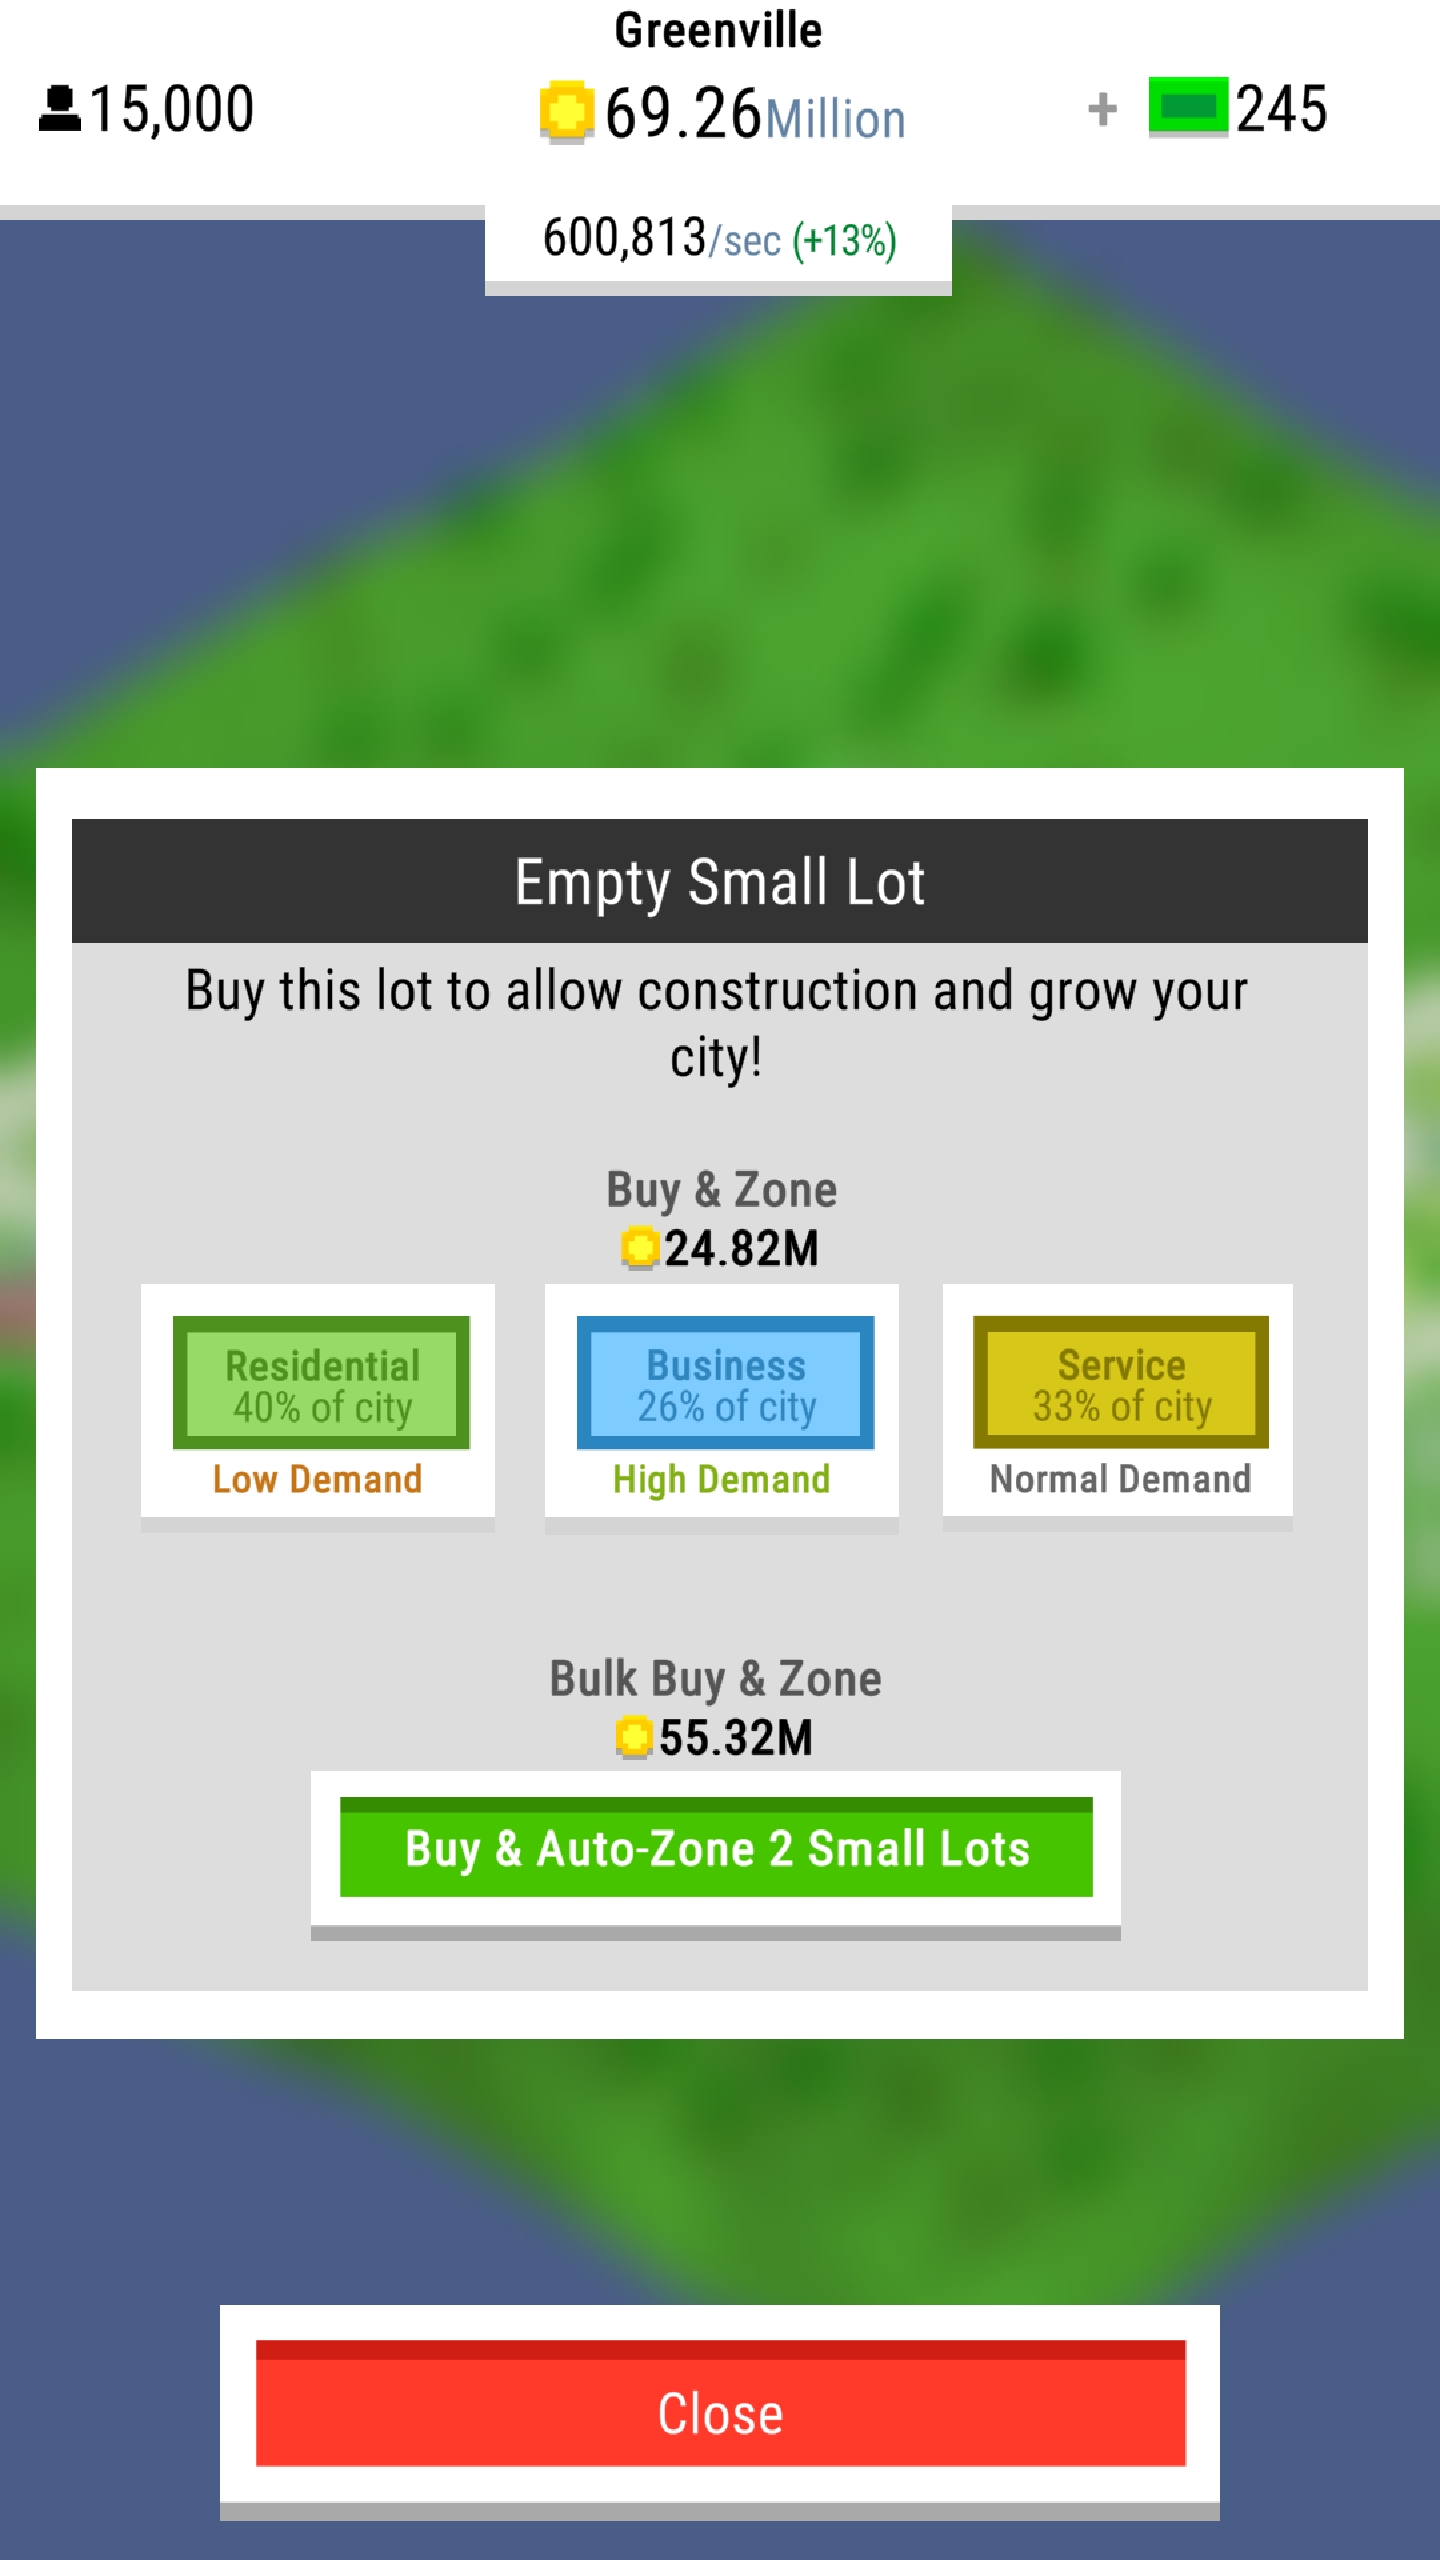 Greenville
15,000
69.26Million
+ 245
600,813/sec (+13%)
Empty Small Lot
Buy this lot to allow construction and grow your
city!
Buy & Zone
24.82M
Residential
40% of city
Low Demand
Business
26% of city
High Demand
Service
33% of city
Normal Demand
Bulk Buy & Zone
55.32M
Buy & Auto-Zone 2 Small Lots
Close